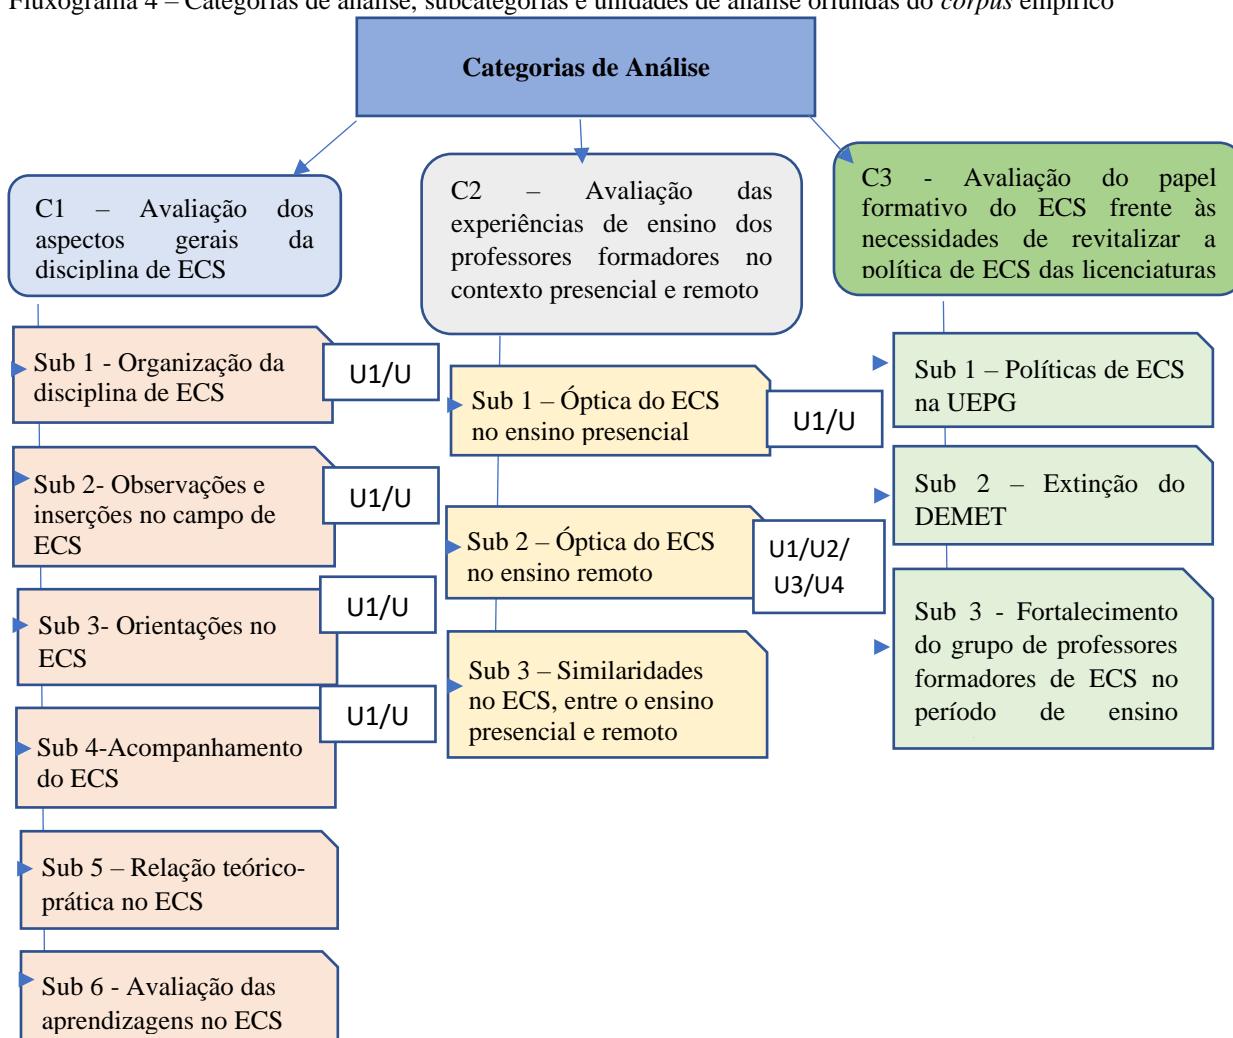 Fluxograma 4 – Categorias de análise, subcategorias e unidades de análise oriundas do corpus empírico
Categorias de Análise
C1 – Avaliação dos
aspectos gerais da
disciplina de ECS
C2 – Avaliação das
experiências de ensino dos
professores formadores no
contexto presencial e remoto
C3 - Avaliação do papel
formativo do ECS frente às
necessidades de revitalizar a
política de ECS das licenciaturas
Sub 1 - Organização da
disciplina de ECS
U1/U
Sub 2- Observações e
inserções no campo de
ECS
U1/U
Sub 3- Orientações no
ECS
U1/U
Sub 4-Acompanhamento
do ECS
U1/U
Sub 5 – Relação teórico-
prática no ECS
Sub 6 - Avaliação das
aprendizagens no ECS
Sub 1 – Óptica do ECS
no ensino presencial
U1/U
Sub 2 – Óptica do ECS
no ensino remoto
U1/U2/
U3/U4
Sub 3 – Similaridades
no ECS, entre o ensino
presencial e remoto
Sub 1 – Políticas de ECS
na UEPG
Sub 2 – Extinção do
DEMET
Sub 3 - Fortalecimento
do grupo de professores
formadores de ECS no
período de ensino